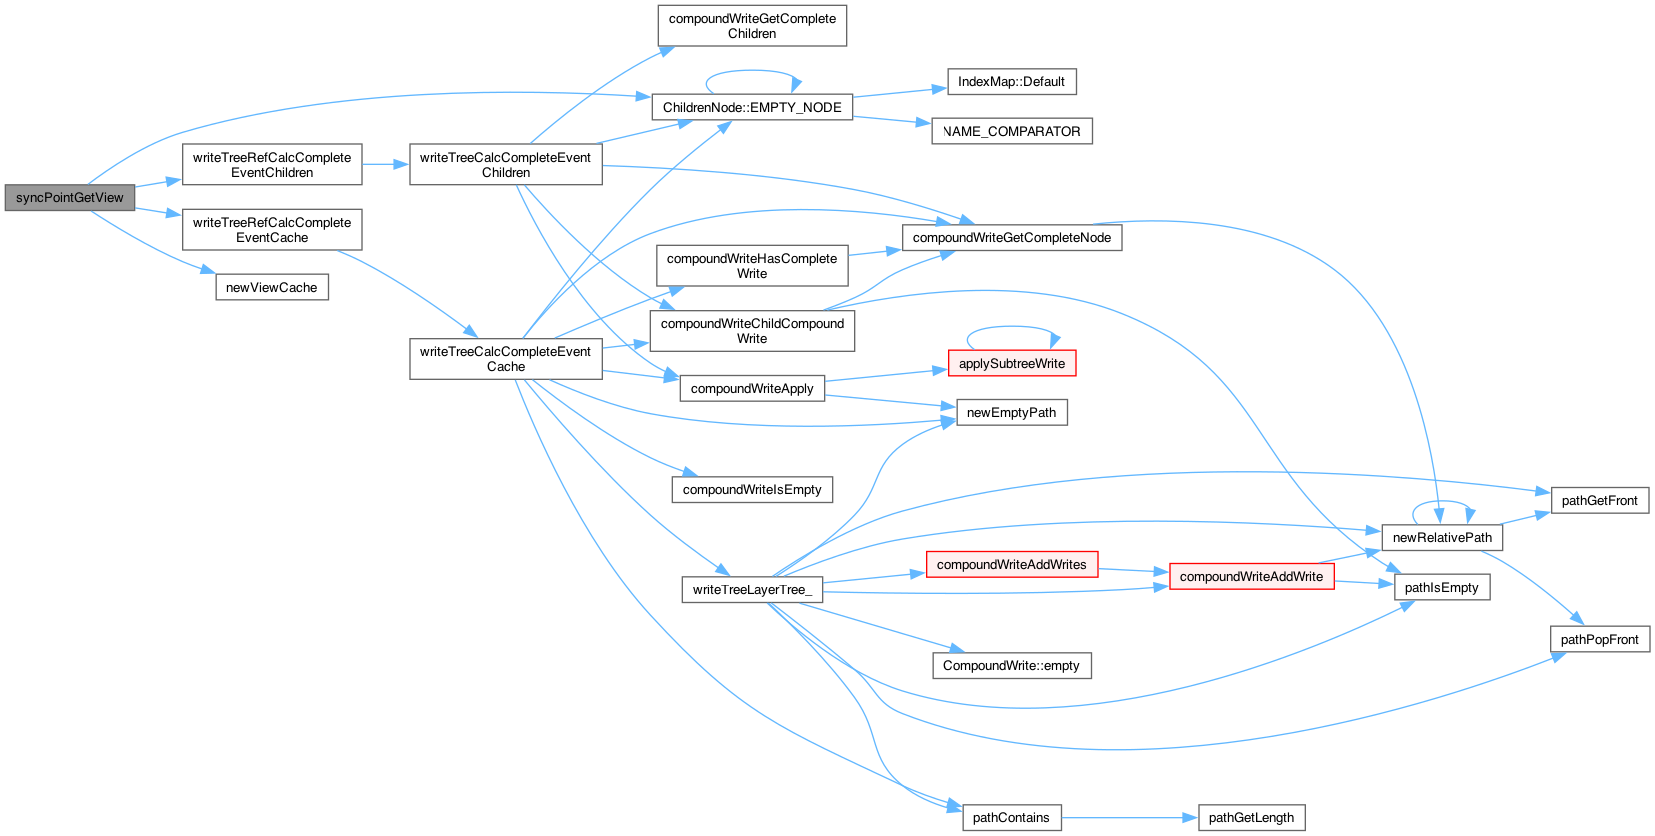 compoundWriteGetComplete
Children
IndexMap::Default
ChildrenNode::EMPTY_NODE
NAME_COMPARATOR
writeTreeRefCalcComplete
EventChildren
writeTreeCalcCompleteEvent
Children
syncPointGetView
writeTreeRefCalcComplete
EventCache
compoundWriteGetCompleteNode
compoundWriteHasComplete
Write
newViewCache
compoundWriteChildCompound
Write
writeTreeCalcCompleteEvent
Cache
applySubtreeWrite
compoundWriteApply
newEmptyPath
compoundWriteIsEmpty
pathGetFront
newRelativePath
compoundWriteAddWrites
compoundWriteAddWrite
writeTreeLayerTree_
pathIsEmpty
pathPopFront
CompoundWrite::empty
pathContains
pathGetLength